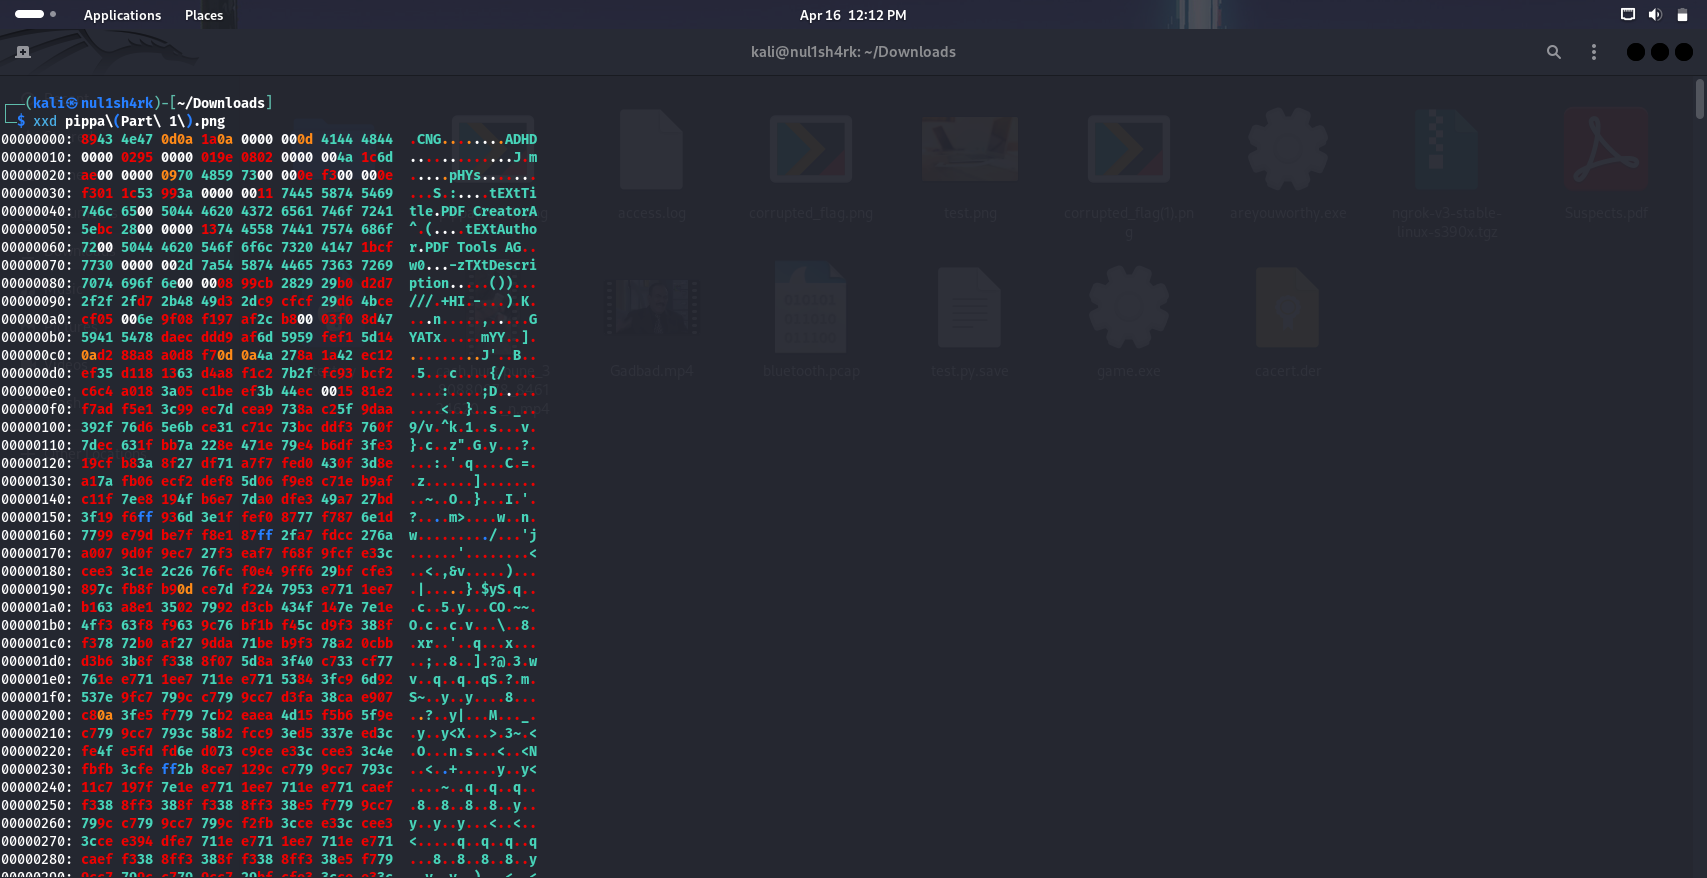 Applications Places Apr 16 12:12 PM
kali@nul1sh4rk: ~/Downloads
(kali㉿nul1sh4rk)-[~/Downloads]
$ xxd pippa\(Part\ 1\).png
00000000: 8943 4e47 0d0a 1a0a 0000 000d 4144 4844 .CNG........ADHD
00000010: 0000 0295 0000 019e 0802 0000 004a 1c6d .............J.m
00000020: ae00 0000 0970 4859 7300 000e f300 000e .....pHYs.......
00000030: f301 1c53 993a 0000 0011 7445 5874 5469 ...S.:....tEXtTi
00000040: 746c 6500 5044 4620 4372 6561 746f 7241 tle.PDF CreatorA
00000050: 5ebc 2800 0000 1374 4558 7441 7574 686f ^.(....tEXtAutho
00000060: 7200 5044 4620 546f 6f6c 7320 4147 1bcf r.PDF Tools AG..
00000070: 7730 0000 002d 7a54 5874 4465 7363 7269 w0...-zTXtDescri
00000080: 7074 696f 6e00 0008 99cb 2829 29b0 d2d7 ption.....())...
00000090: 2f2f 2fd7 2b48 49d3 2dc9 cfcf 29d6 4bce ///.+HI.-...).K.
000000a0: cf05 006e 9f08 f197 af2c b800 03f0 8d47 ...n.....,.....G
000000b0: 5941 5478 daec ddd9 af6d 5959 fef1 5d14 YATx.....mYY..].
000000c0: 0ad2 88a8 a0d8 f70d 0a4a 278a 1a42 ec12 .........J'..B..
000000d0: ef35 d118 1363 d4a8 f1c2 7b2f fc93 bcf2 .5...c....{/....
000000e0: c6c4 a018 3a05 c1be ef3b 44ec 0015 81e2 ....:....;D.....
000000f0: f7ad f5e1 3c99 ec7d cea9 738a c25f 9daa ....<..}..s.._..
00000100: 392f 76d6 5e6b ce31 c71c 73bc ddf3 760f 9/v.^k.1..s...v.
00000110: 7dec 631f bb7a 228e 471e 79e4 b6df 3fe3 }.c..z".G.y...?.
00000120: 19cf b83a 8f27 df71 a7f7 fed0 430f 3d8e ...:.'.q....C.=.
00000130: a17a fb06 ecf2 def8 5d06 f9e8 c71e b9af .z......].......
00000140: c11f 7ee8 194f b6e7 7da0 dfe3 49a7 27bd ..~..O..}...I.'.
00000150: 3f19 f6ff 936d 3e1f fef0 8777 f787 6e1d ?....m>....w..n.
00000160: 7799 e79d be7f f8e1 87ff 2fa7 fdcc 276a w........./...'j
00000170: a007 9d0f 9ec7 27f3 eaf7 f68f 9fcf e33c ......'........<
00000180: cee3 3c1e 2c26 76fc f0e4 9ff6 29bf cfe3 ..<.,&v.....)...
00000190: 897c fb8f b90d ce7d f224 7953 e771 1ee7 .|.....}.$yS.q..
000001a0: b163 a8e1 3502 7992 d3cb 434f 147e 7e1e .c..5.y...CO.~~.
000001b0: 4ff3 63f8 f963 9c76 bf1b f45c d9f3 388f O.c..c.v...\..8.
000001c0: f378 72b0 af27 9dda 71be b9f3 78a2 0cbb .xr..'..q...x...
000001d0: d3b6 3b8f f338 8f07 5d8a 3f40 c733 cf77 ..;..8..].?@.3.w
000001e0: 761e e771 1ee7 711e e771 5384 3fc9 6d92 v..q..q..qS.?.m.
000001f0: 537e 9fc7 799c c779 9cc7 d3fa 38ca e907 S~..y..y....8...
00000200: c80a 3fe5 f779 7cb2 eaea 4d15 f5b6 5f9e ..?..y|...M..._.
00000210: c779 9cc7 793c 58b2 fcc9 3ed5 337e ed3c .y..y<X...>.3~.<
00000220: fe4f e5fd fd6e d073 c9ce e33c cee3 3c4e .O...n.s...<..<N
00000230: fbfb 3cfe ff2b 8ce7 129c c779 9cc7 793c ..<..+.....y..y<
00000240: 11c7 197f 7e1e e771 1ee7 711e e771 caef ....~..q..q..q..
00000250: f338 8ff3 388f f338 8ff3 38e5 f779 9cc7 .8..8..8..8..y..
00000260: 799c c779 9cc7 799c f2fb 3cce e33c cee3 y..y..y...<..<..
00000270: 3cce e394 dfe7 711e e771 1ee7 711e e771 <.....q..q..q..q
00000280: caef f338 8ff3 388f f338 8ff3 38e5 f779 ...8..8..8..8..y
access.log
corrupted_flag.png
test.png
corrupted_flag(1).png
areyouworthy.exe
ngrok-v3-stable-linux-s390x.tgz
Suspects.pdf
Gadbad.mp4
bluetooth.pcap
test.py.save
game.exe
cacert.der